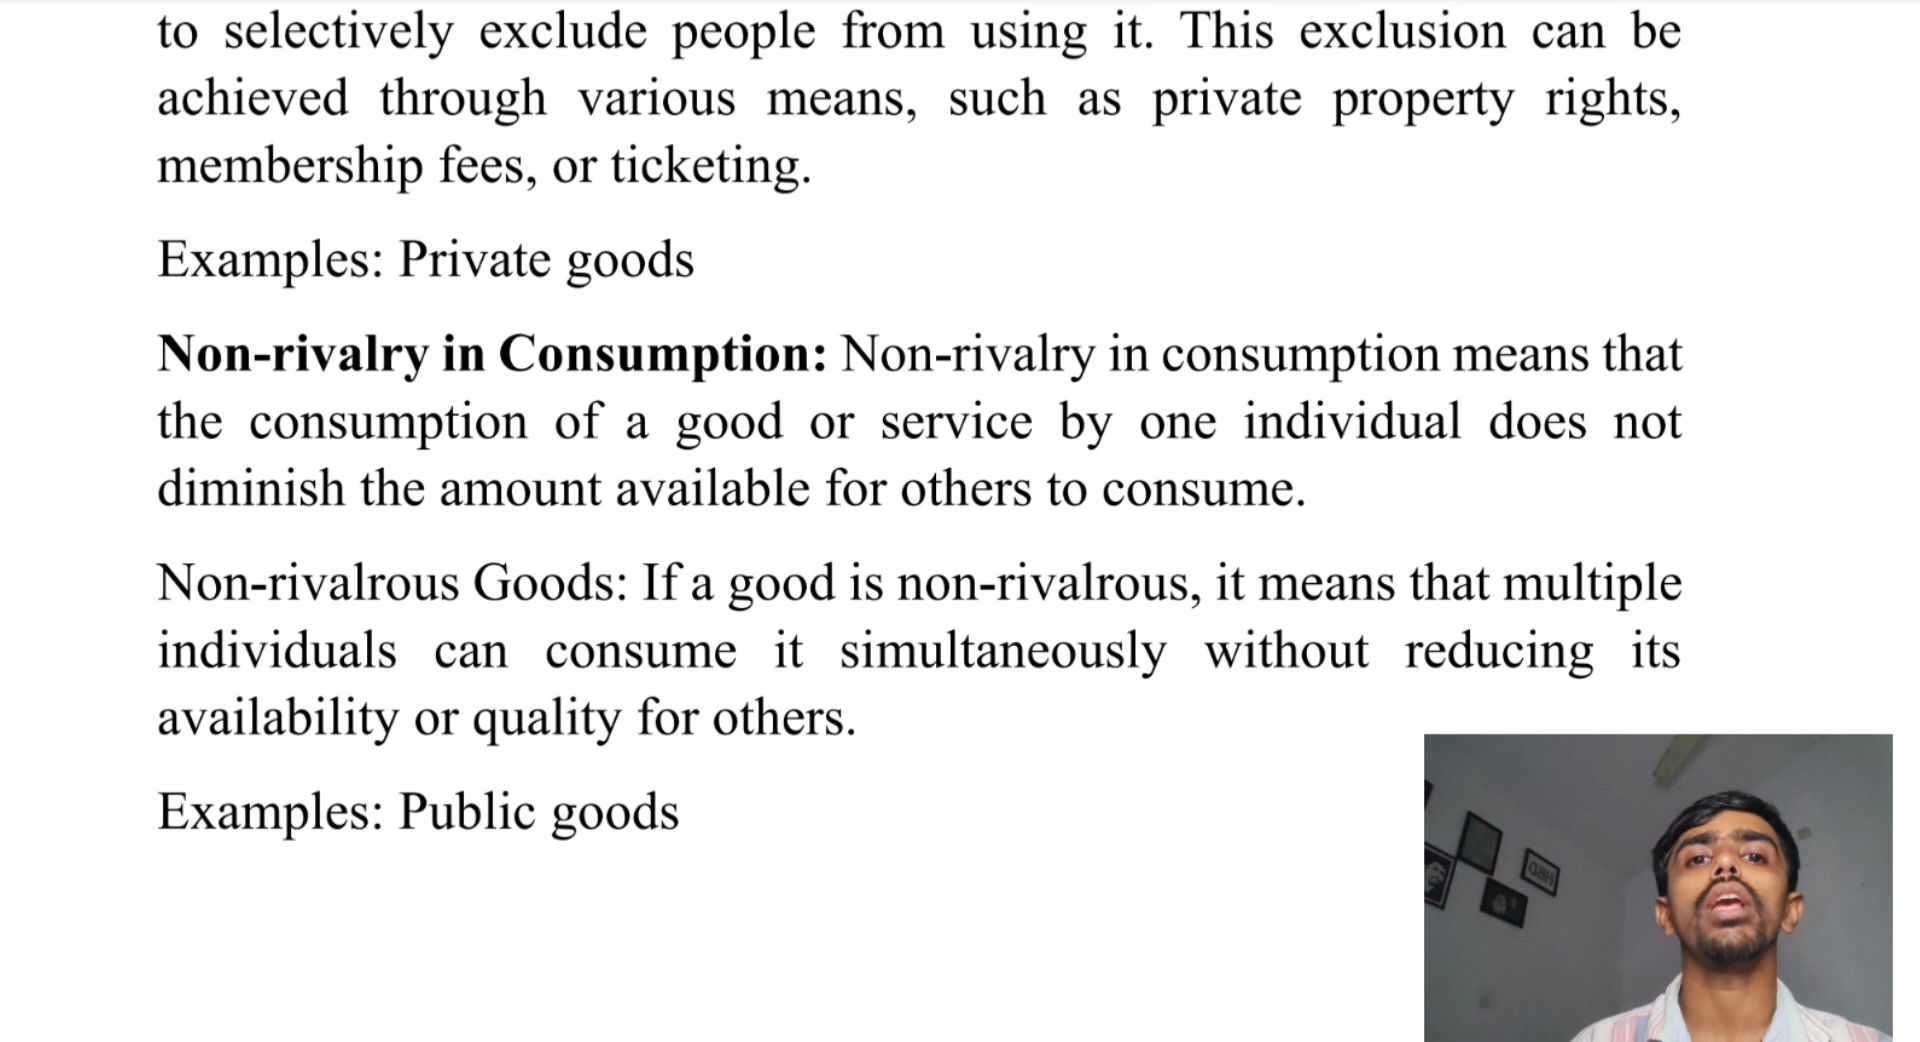 to selectively exclude people from using it. This exclusion can be
achieved through various means, such as private property rights,
membership fees, or ticketing.
Examples: Private goods
Non-rivalry in Consumption: Non-rivalry in consumption means that
the consumption of a good or service by one individual does not
diminish the amount available for others to consume.
Non-rivalrous Goods: If a good is non-rivalrous, it means that multiple
individuals can consume it simultaneously without reducing its
availability or quality for others.
Examples: Public goods